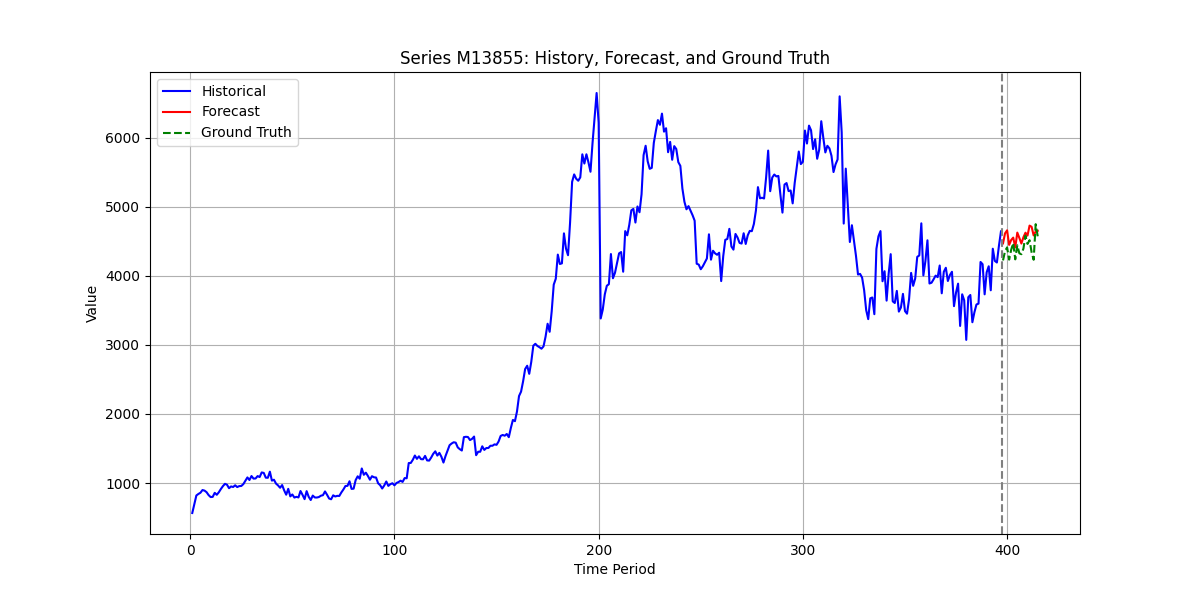 Series M13855: History, Forecast, and Ground Truth
Historical
Forecast
Ground Truth
Value
6000
5000
4000
3000
2000
1000
0
100
200
300
400
Time Period